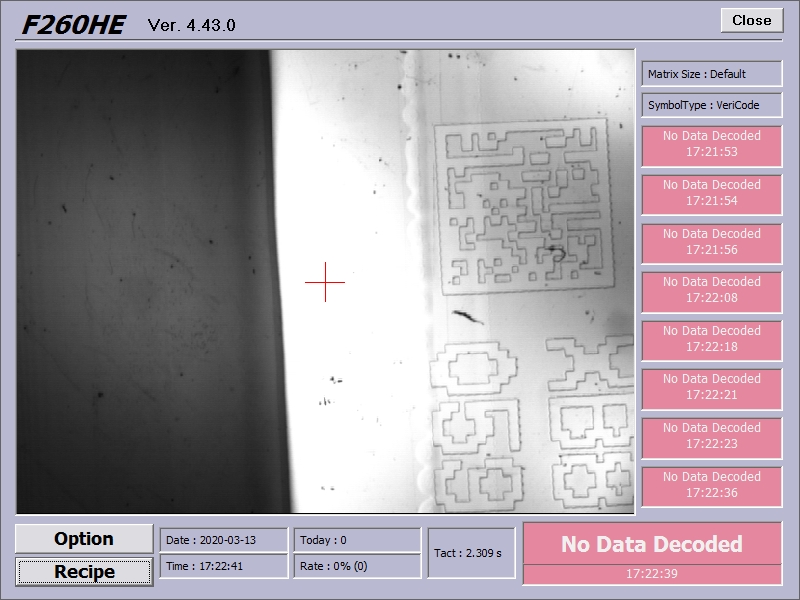 F260HE Ver. 4.43.0
Close
Matrix Size : Default
SymbolType : VeriCode
No Data Decoded
17:21:53
No Data Decoded
17:21:54
No Data Decoded
17:21:56
No Data Decoded
17:22:08
No Data Decoded
17:22:18
No Data Decoded
17:22:21
No Data Decoded
17:22:23
No Data Decoded
17:22:36
Option
Recipe
Date : 2020-03-13
Time : 17:22:41
Today : 0
Rate : 0% (0)
Tact : 2.309 s
No Data Decoded
17:22:39